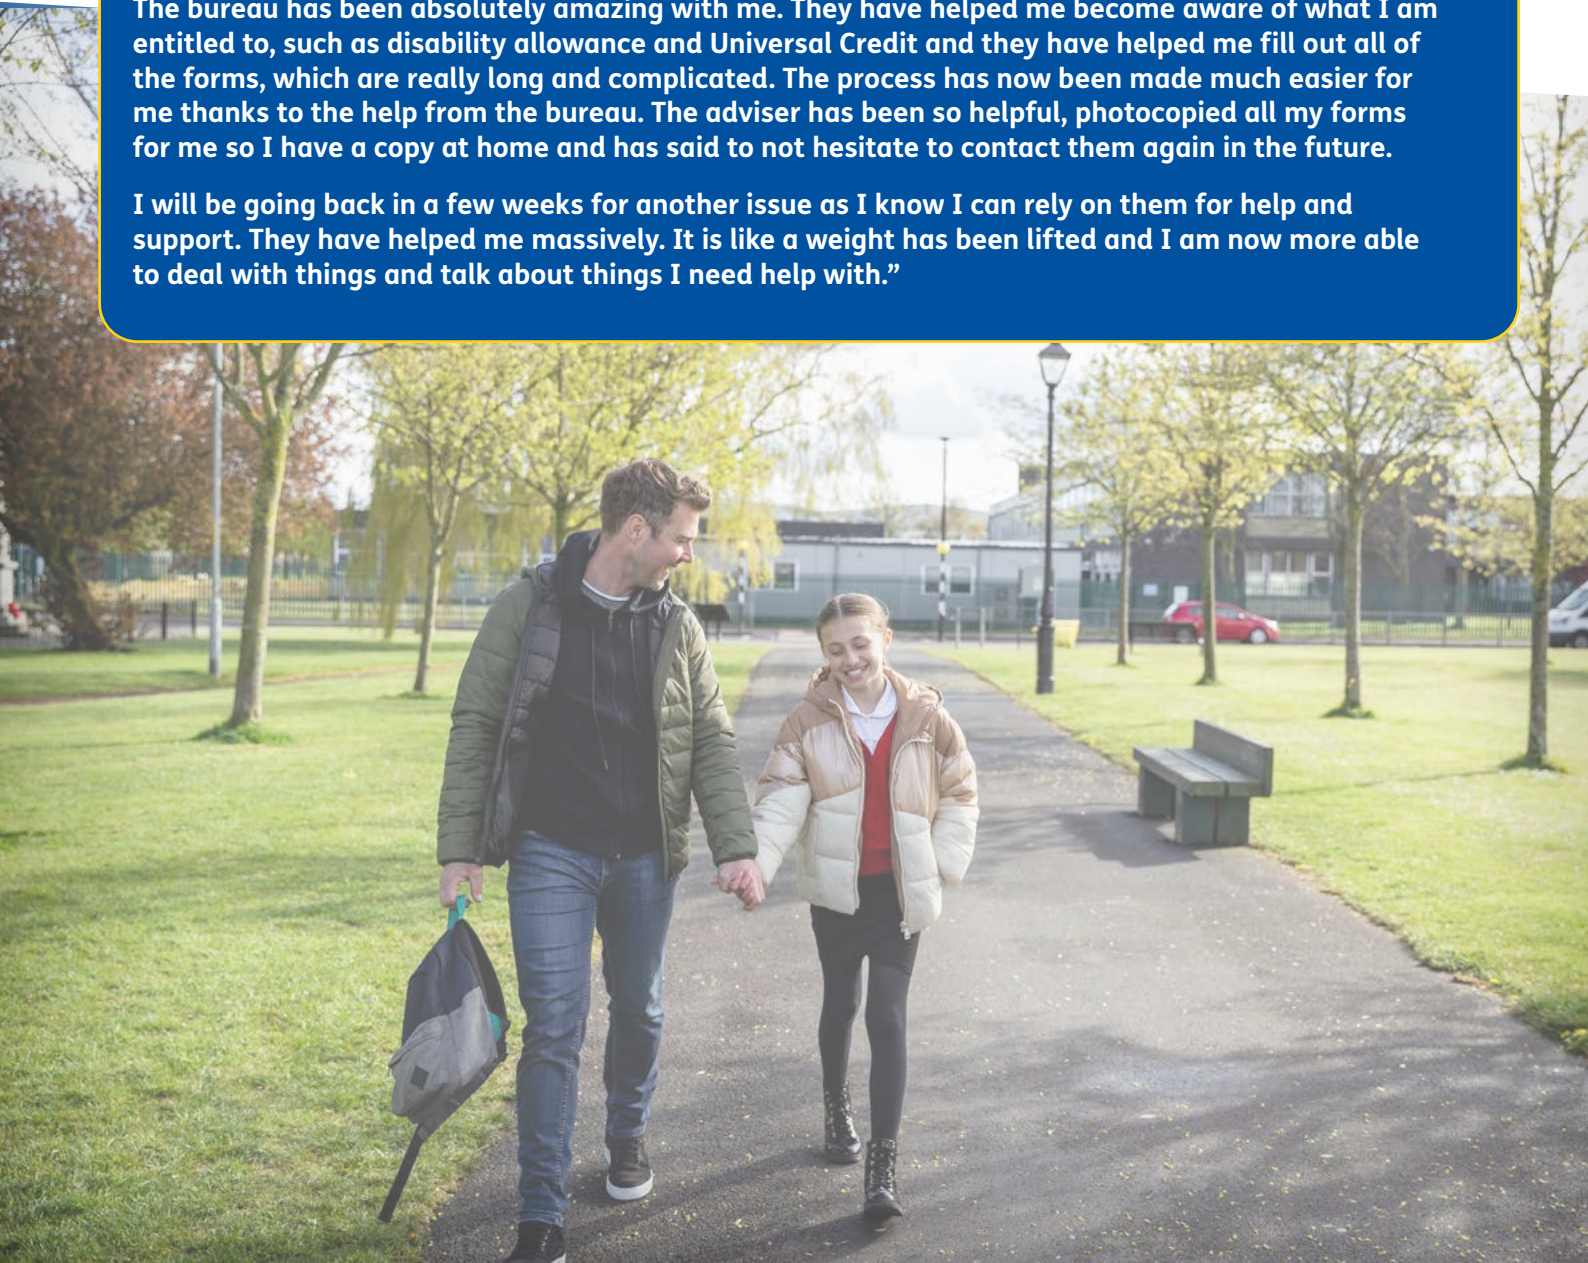 The bureau has been absolutely amazing with me. They have helped me become aware of what I am
entitled to, such as disability allowance and Universal Credit and they have helped me fill out all of
the forms, which are really long and complicated. The process has now been made much easier for
me thanks to the help from the bureau. The adviser has been so helpful, photocopied all my forms
for me so I have a copy at home and has said to not hesitate to contact them again in the future.
I will be going back in a few weeks for another issue as I know I can rely on them for help and
support. They have helped me massively. It is like a weight has been lifted and I am now more able
to deal with things and talk about things I need help with.”